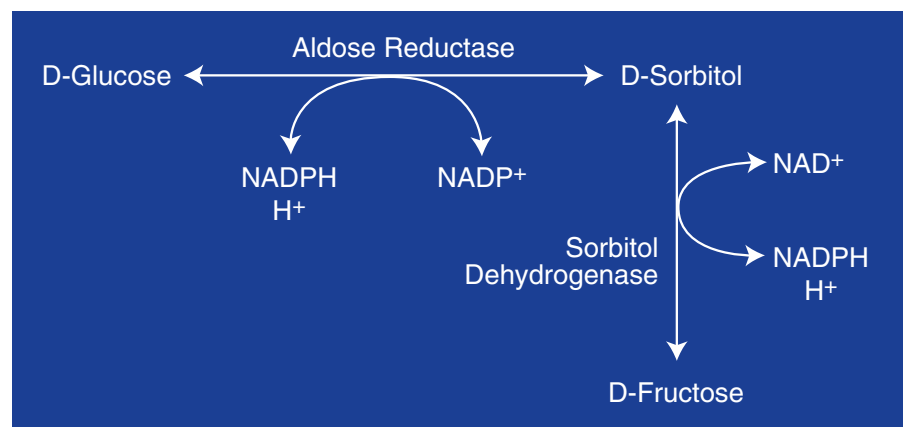 Aldose Reductase
D-Glucose
D-Sorbitol
NADPH
H+
NADP+
NAD+
Sorbitol
Dehydrogenase
NADPH
H+
D-Fructose